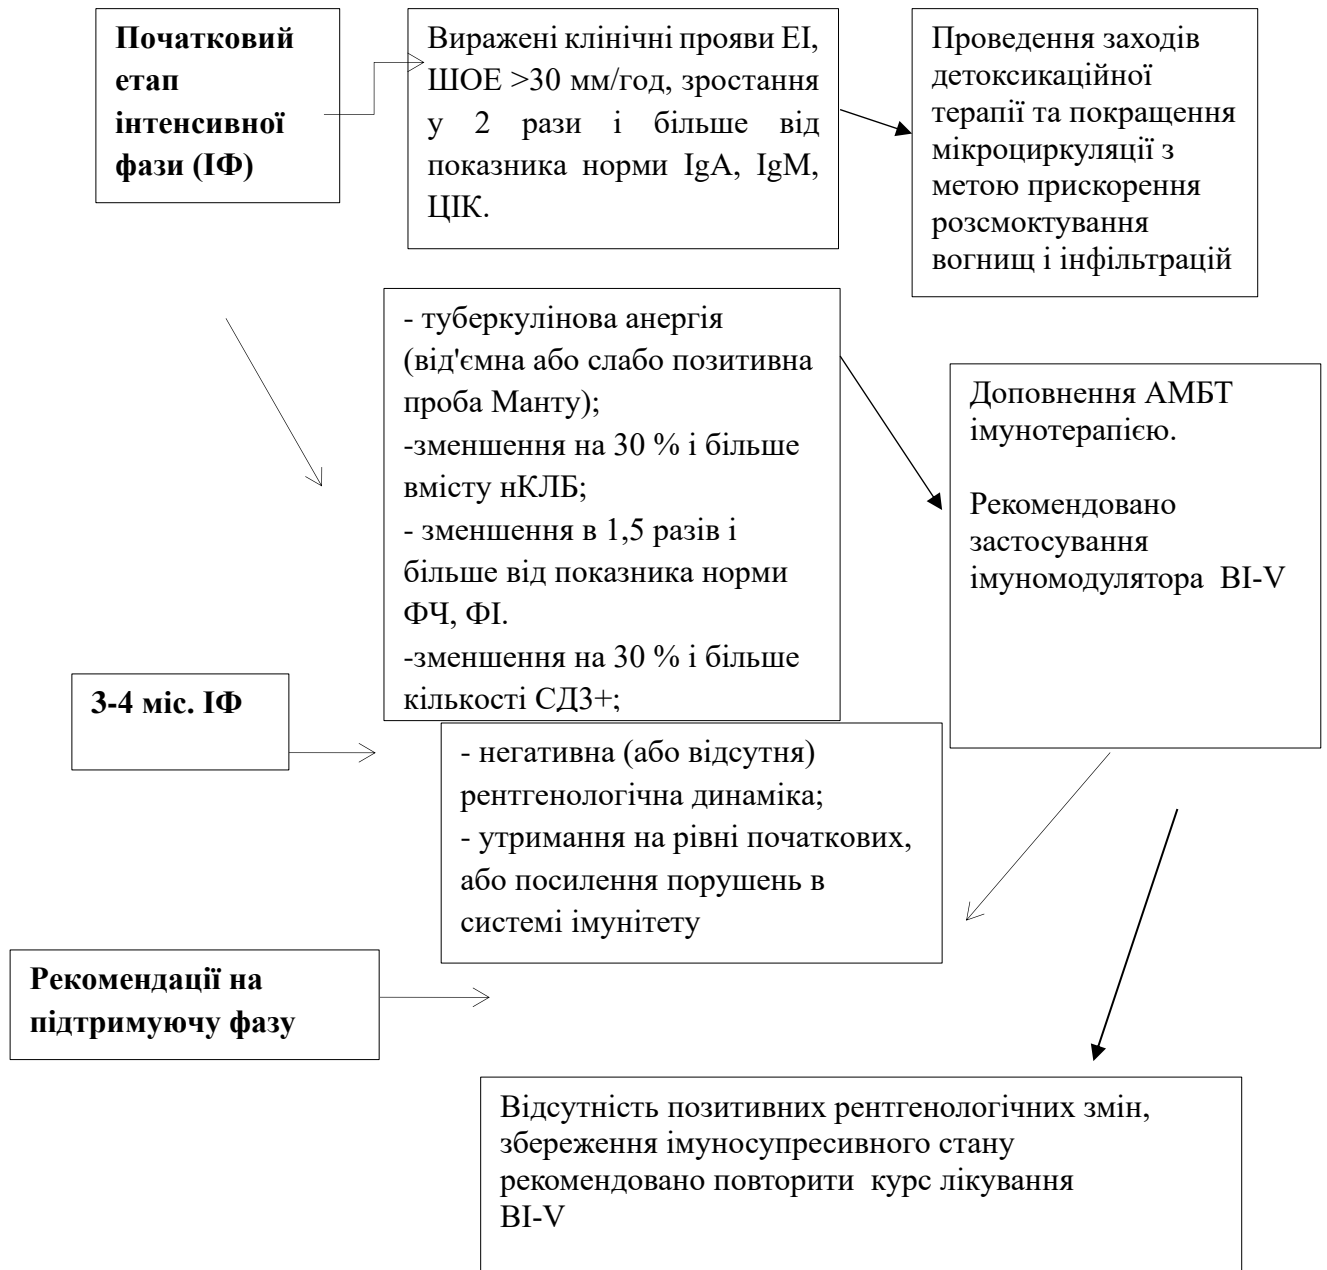 Початковий
етап
інтенсивної
фази (ІФ)
Виражені клінічні прояви ЕІ,
ШОЕ >30 мм/год, зростання
у 2 рази і більше від
показника норми IgA, IgM,
ЦІК.
Проведення заходів
детоксикаційної
терапії та покращення
мікроциркуляції з
метою прискорення
розсмоктування
вогнищ і інфільтрацій
- туберкулінова анергія
(від'ємна або слабо позитивна
проба Манту);
-зменшення на 30 % і більше
вмісту нКЛБ;
- зменшення в 1,5 разів і
більше від показника норми
ФЧ, ФІ.
-зменшення на 30 % і більше
кількості СД3+;
Доповнення АМБТ
імунотерапією.
Рекомендовано
застосування
імуномодулятора BI-V
3-4 міс. ІФ
- негативна (або відсутня)
рентгенологічна динаміка;
- утримання на рівні початкових,
або посилення порушень в
системі імунітету
Рекомендації на
підтримуючу фазу
Відсутність позитивних рентгенологічних змін,
збереження імуносупресивного стану
рекомендовано повторити курс лікування
BI-V